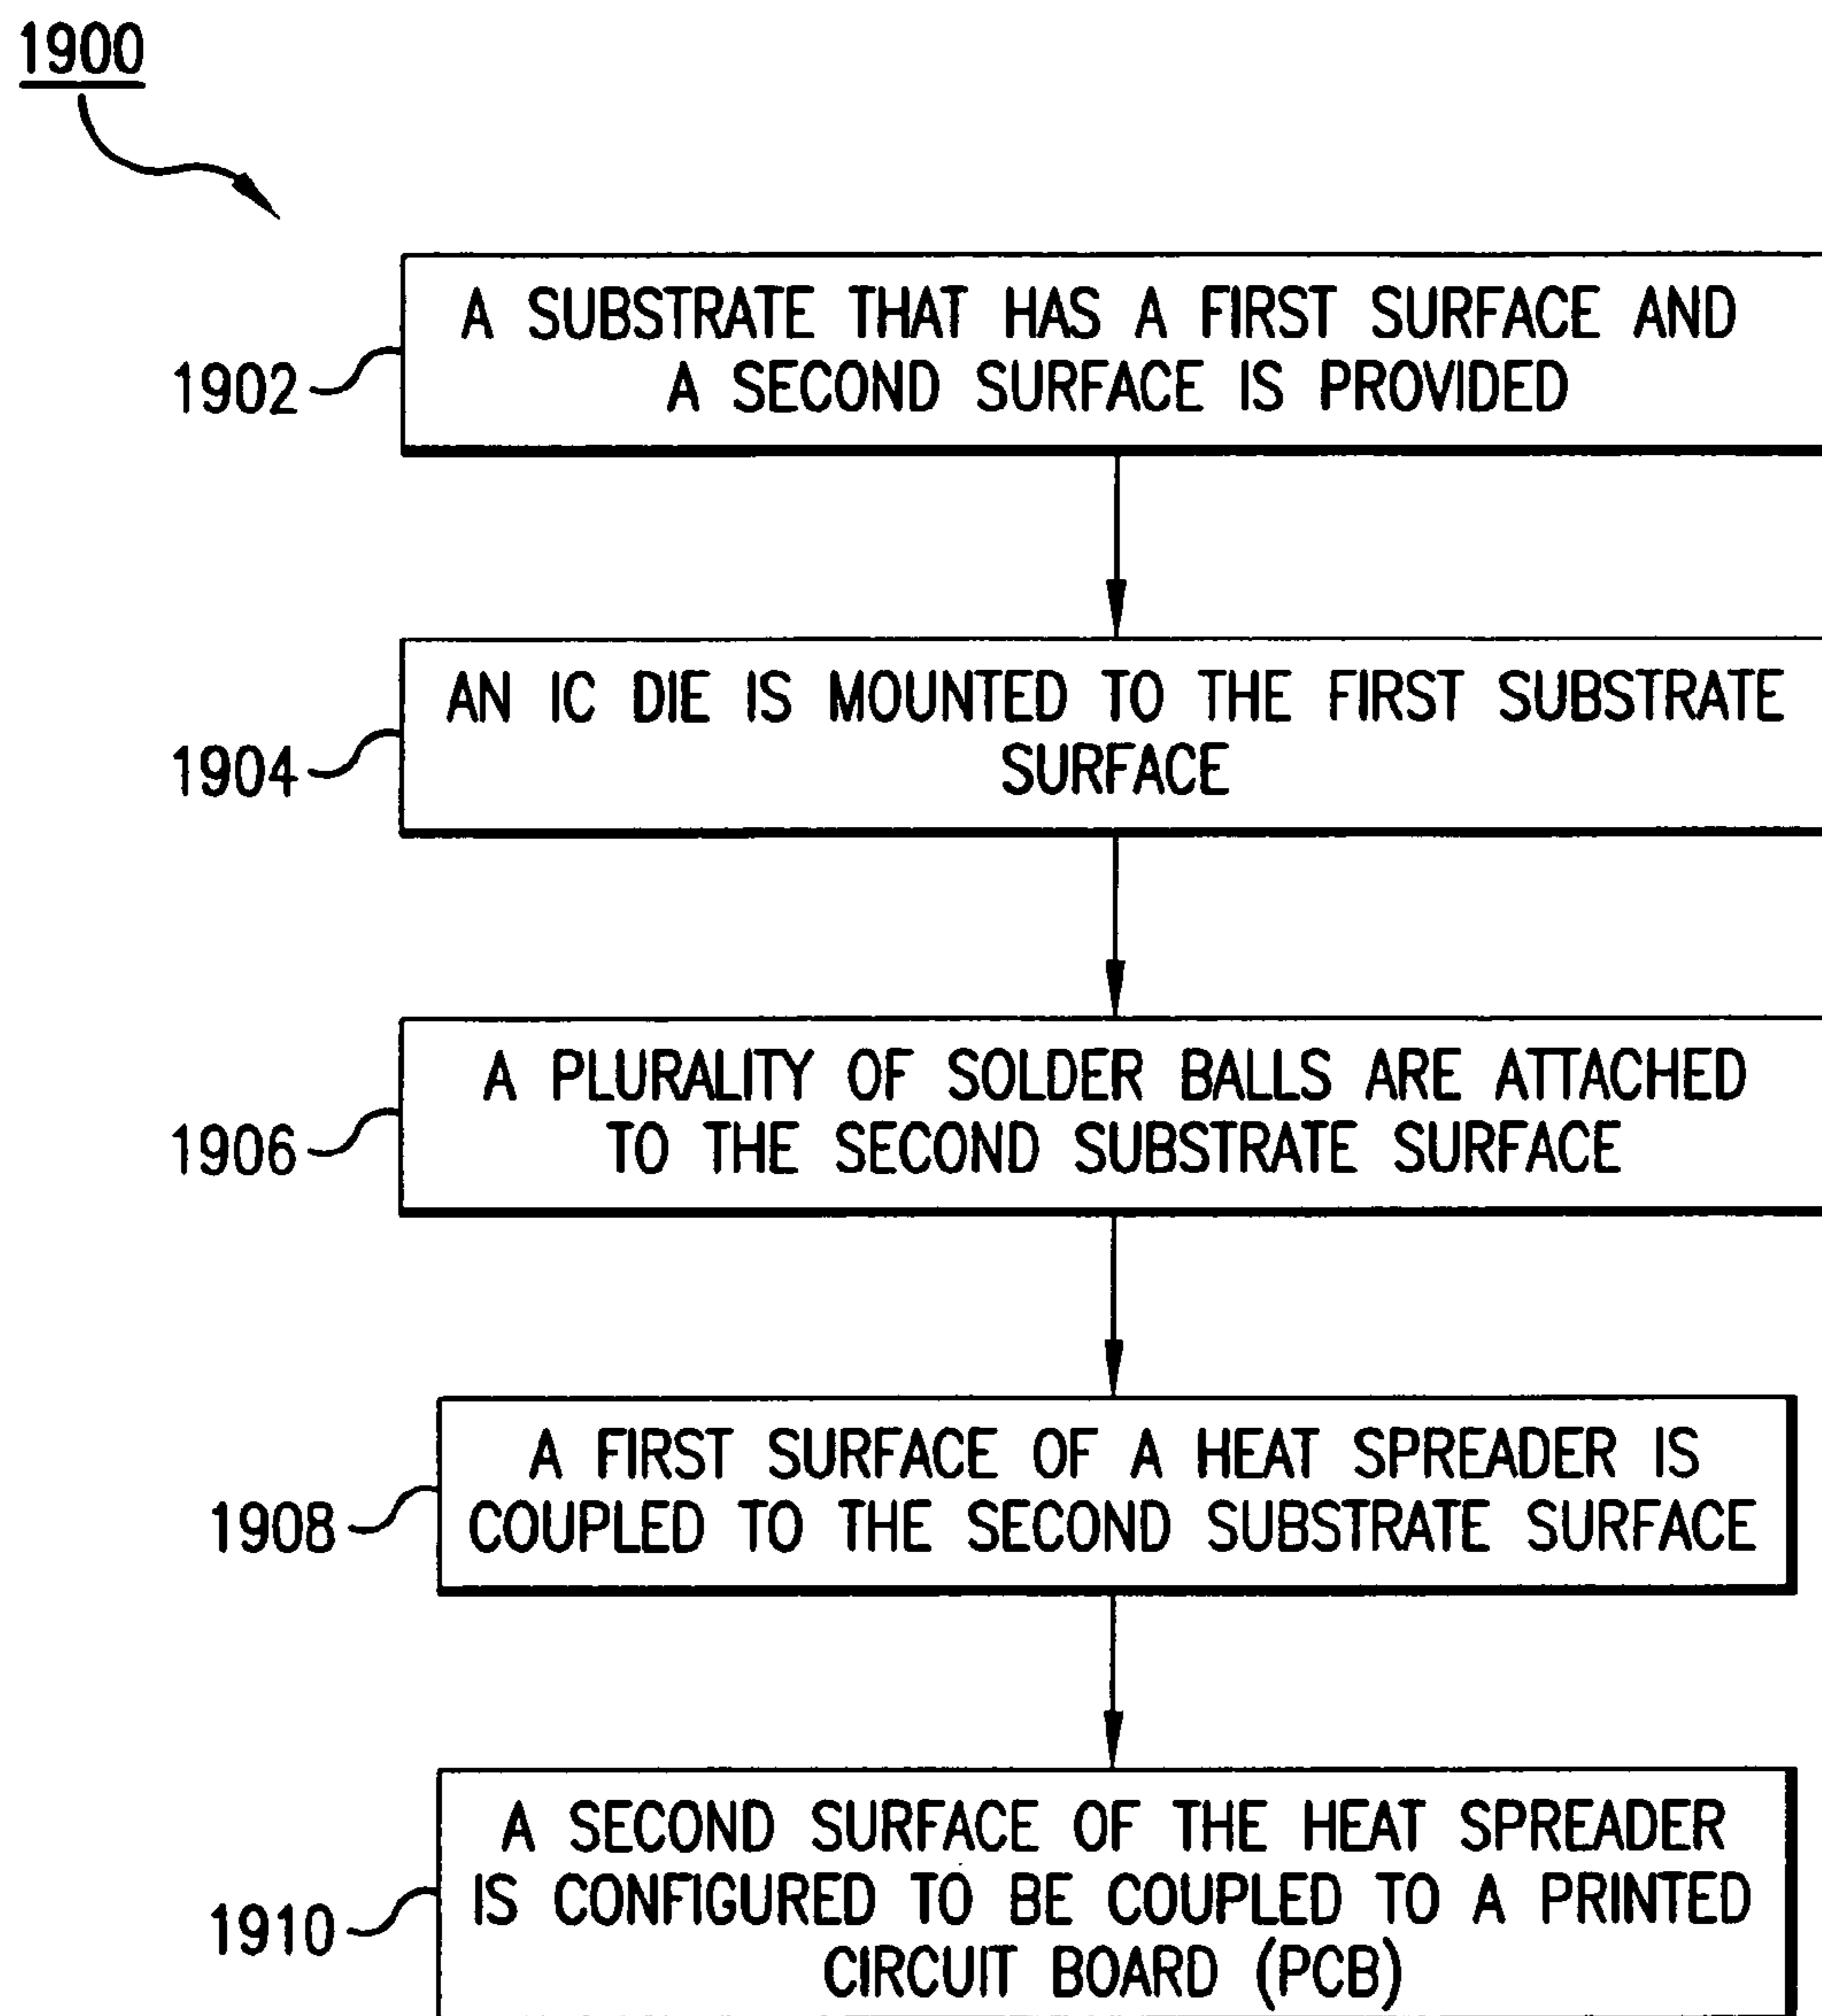 1900
A SUBSTRATE THAT HAS A FIRST SURFACE AND
A SECOND SURFACE IS PROVIDED
1902
AN IC DIE IS MOUNTED TO THE FIRST SUBSTRATE
SURFACE
1904
A PLURALITY OF SOLDER BALLS ARE ATTACHED
TO THE SECOND SUBSTRATE SURFACE
1906
A FIRST SURFACE OF A HEAT SPREADER IS
COUPLED TO THE SECOND SUBSTRATE SURFACE
1908
A SECOND SURFACE OF THE HEAT SPREADER
IS CONFIGURED TO BE COUPLED TO A PRINTED
CIRCUIT BOARD (PCB)
1910